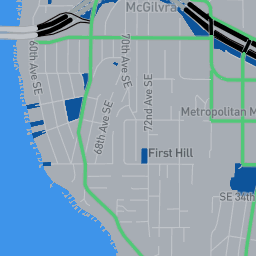 McGilvra
60th Ave SE
70th Ave SE
68th Ave SE
72nd Ave SE
Metropolitan M
First Hill
SE 34th